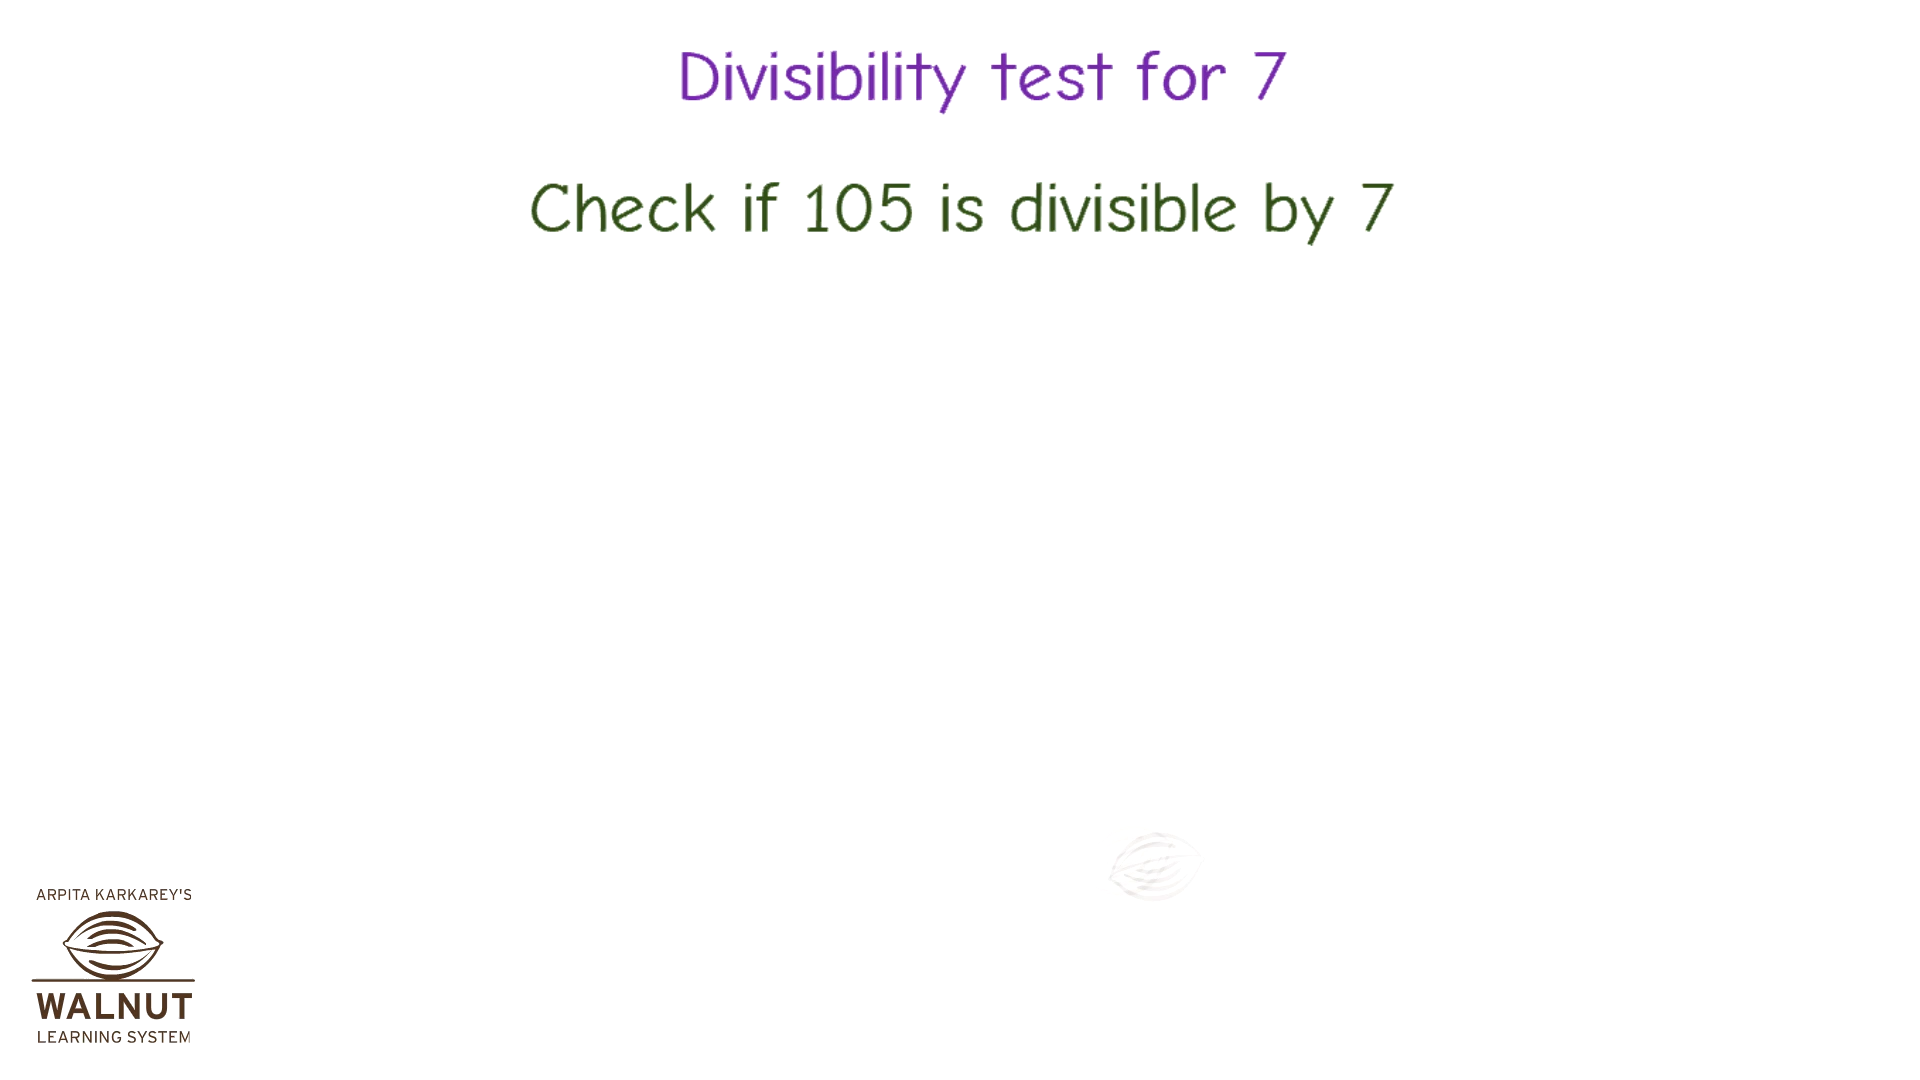 Divisibility test for 7
Check if 105 is divisible by 7
ARPITA KARKAREY'S
WALNUT
LEARNING SYSTEM